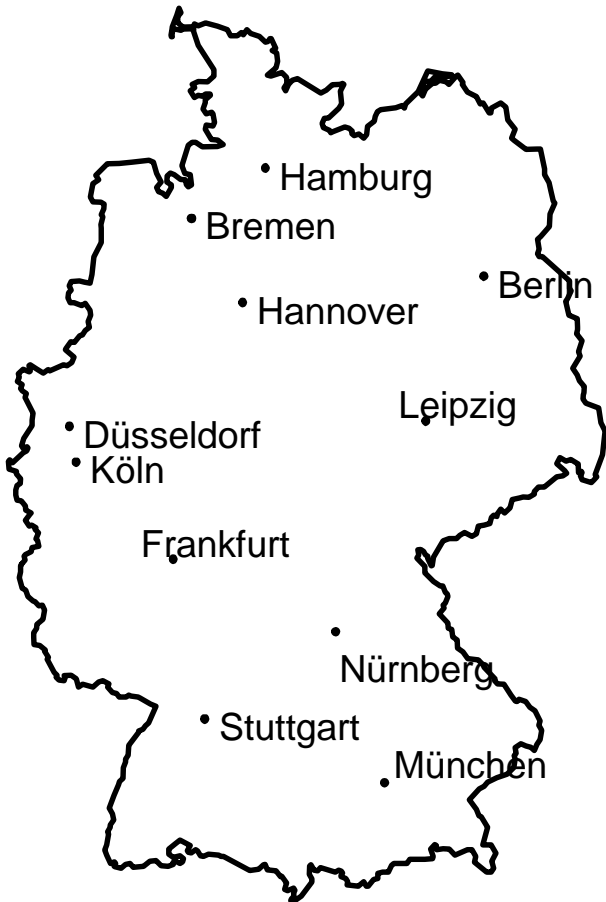 Hamburg
Bremen
Berlin
Hannover
Leipzig
Düsseldorf
Köln
Frankfurt
Nürnberg
Stuttgart
München